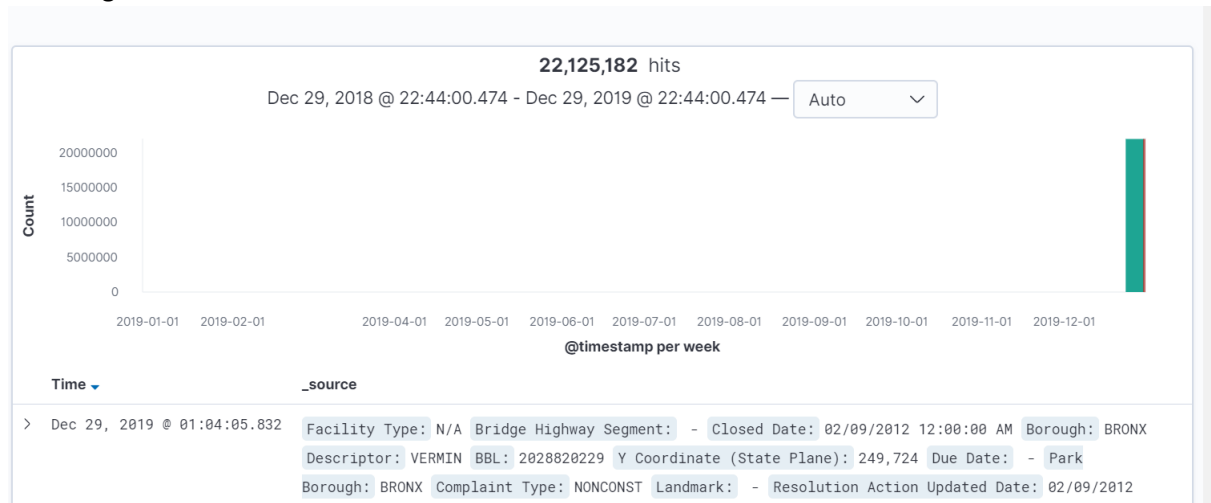 22,125,182 hits
Dec 29, 2018 @ 22:44:00.474 - Dec 29, 2019 @ 22:44:00.474 — Auto
20000000
15000000
10000000
5000000
0
Count
2019-01-01 2019-02-01 2019-04-01 2019-05-01 2019-06-01 2019-07-01 2019-08-01 2019-09-01 2019-10-01 2019-11-01 2019-12-01
@timestamp per week
Time _source
Dec 29, 2019 @ 01:04:05.832 Facility Type: N/A Bridge Highway Segment: - Closed Date: 02/09/2012 12:00:00 AM Borough: BRONX
Descriptor: VERMIN BBL: 2028820229 Y Coordinate (State Plane): 249,724 Due Date: - Park
Borough: BRONX Complaint Type: NONCONST Landmark: - Resolution Action Updated Date: 02/09/2012